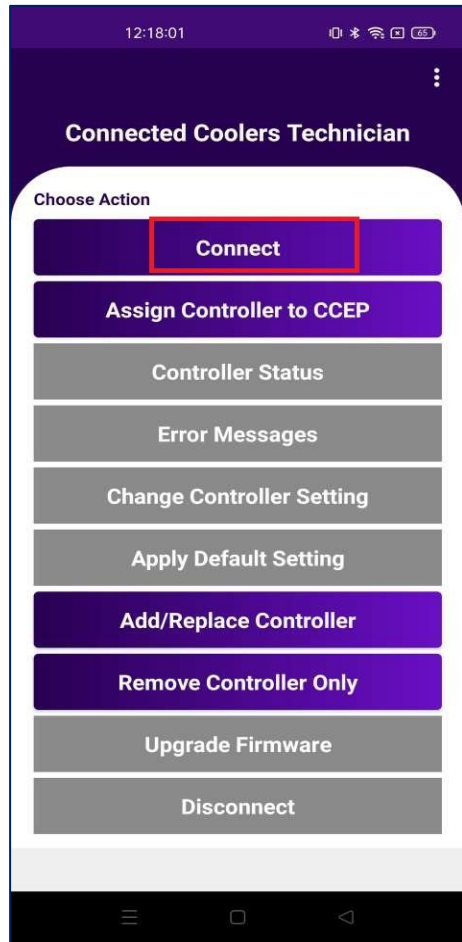 12:18:01
65
Connected Coolers Technician
Choose Action
Connect
Assign Controller to CCEP
Controller Status
Error Messages
Change Controller Setting
Apply Default Setting
Add/Replace Controller
Remove Controller Only
Upgrade Firmware
Disconnect